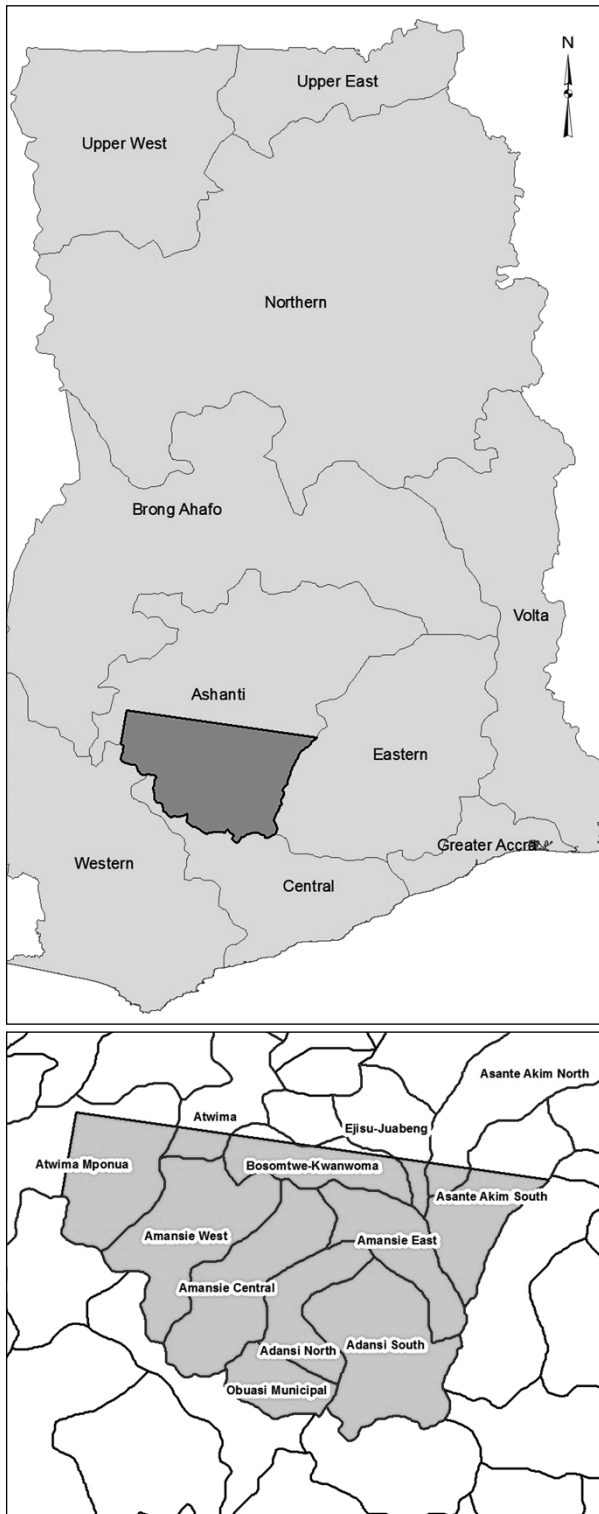 N
Upper East
Upper West
Northern
Brong Ahafo
Volta
Ashanti
Eastern
Greater Accra
Western
Central
Asante Akim North
Atwima
Ejisu-Juabeng
Atwima Mponua
Bosomtwe-Kwanwoma
Asante Akim South
Amansie West
Amansie East
Amansie Central
Adansi North
Adansi South
Obuasi Municipal